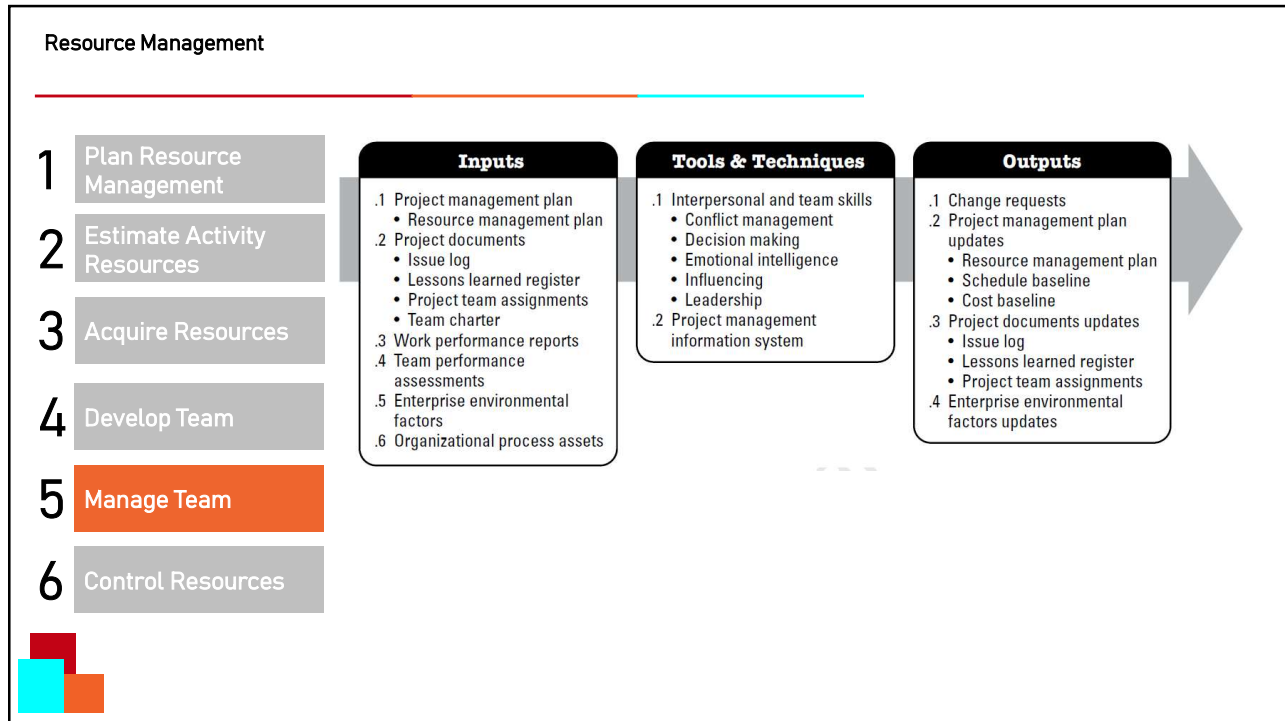 Resource Management
1
Plan Resource
Management
2
Estimate Activity
Resources
3
Acquire Resources
4
Develop Team
5
Manage Team
6
Control Resources
Inputs
.1 Project management plan
• Resource management plan
.2 Project documents
• Issue log
• Lessons learned register
• Project team assignments
• Team charter
.3 Work performance reports
.4 Team performance
assessments
.5 Enterprise environmental
factors
.6 Organizational process assets
Tools & Techniques
.1 Interpersonal and team skills
• Conflict management
• Decision making
• Emotional intelligence
• Influencing
• Leadership
.2 Project management
information system
Outputs
.1 Change requests
.2 Project management plan
updates
• Resource management plan
• Schedule baseline
• Cost baseline
.3 Project documents updates
• Issue log
• Lessons learned register
• Project team assignments
.4 Enterprise environmental
factors updates